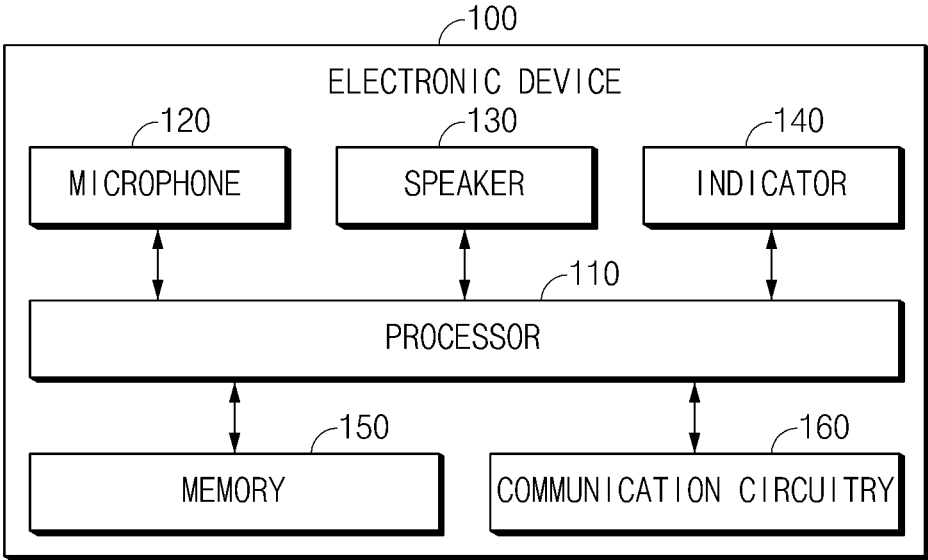 100
ELECTRONIC DEVICE
120
130
140
MICROPHONE
SPEAKER
INDICATOR
110
PROCESSOR
150
160
MEMORY
COMMUNICATION CIRCUITRY